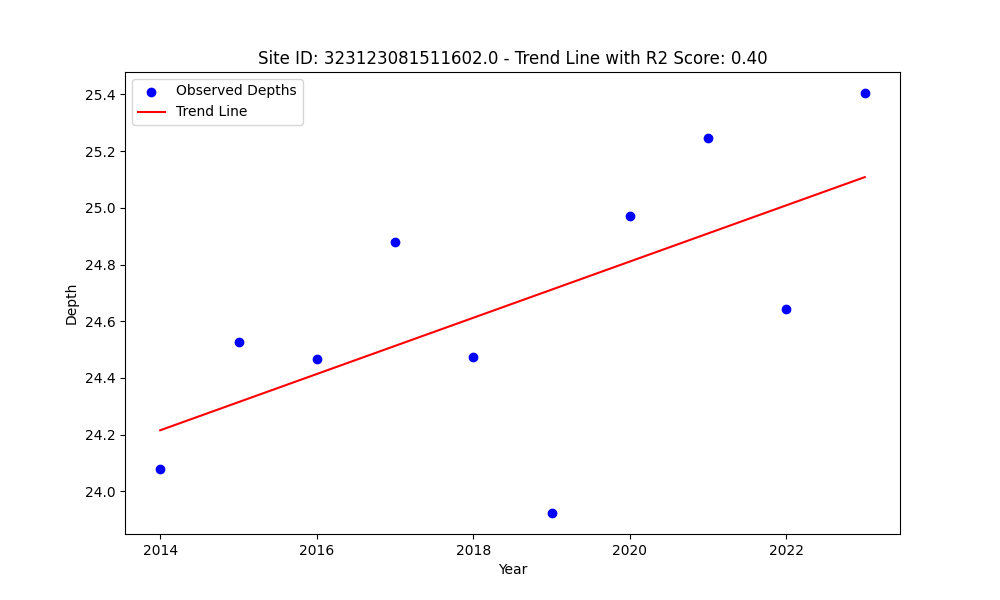 Site ID: 323123081511602.0 - Trend Line with R2 Score: 0.40
Observed Depths
Trend Line
25.4
25.2
25.0
24.8
24.6
24.4
24.2
24.0
Depth
2014
2016
2018
2020
2022
Year